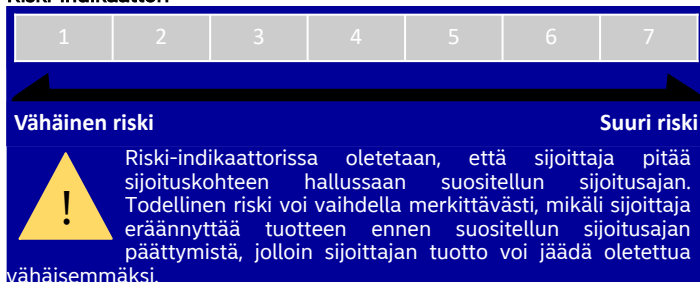 Riski-indikaattori
1 2 3 4 5 6 7
Vähäinen riski Suuri riski
Riski-indikaattorissa oletetaan, että sijoittaja pitää
sijoituskohteen hallussaan suositellun sijoitusajan.
Todellinen riski voi vaihdella merkittävästi, mikäli sijoittaja
eräännyttää tuotteen ennen suositellun sijoitusajan
päättymistä, jolloin sijoittajan tuotto voi jäädä oletettua
vähäisemmäksi.
!